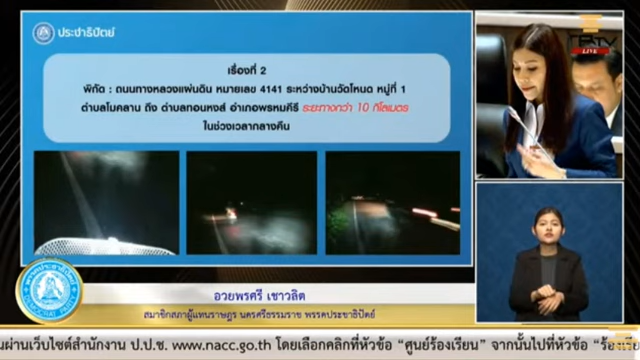 ประชาธิปัตย์
เรื่องที่ 2
พิกัด : ถนนทางหลวงแผ่นดิน หมายเลข 4141 ระหว่างบ้านวัดโหนด หมู่ที่ 1
ตำบลโมคลาน ถึง ตำบลทอนหงส์ อำเภอพรหมคีรี ระยะทางกว่า 10 กิโลเมตร
ในช่วงเวลากลางคืน
LIVE
อวยพรศรี เชาวลิต
สมาชิกสภาผู้แทนราษฎร นครศรีธรรมราช พรรคประชาธิปัตย์
DEMOCRAT PARTY
นผ่านเว็บไซต์สำนักงาน ป.ป.ช. www.nacc.go.th โดยเลือกคลิกที่หัวข้อ “ศูนย์ร้องเรียน” จากนั้นไปที่หัวข้อ “ร้องเรีย